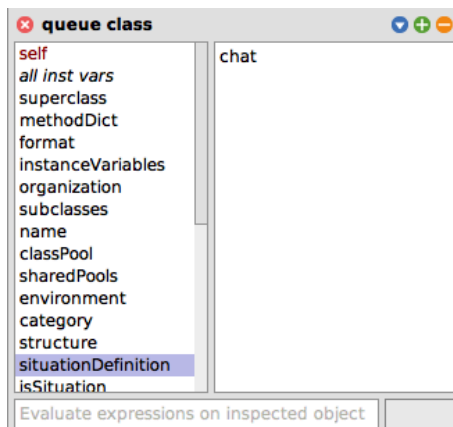 queue class
self
all inst vars
superclass
methodDict
format
instanceVariables
organization
subclasses
name
classPool
sharedPools
environment
category
structure
situationDefinition
isSituation
chat
Evaluate expressions on inspected object